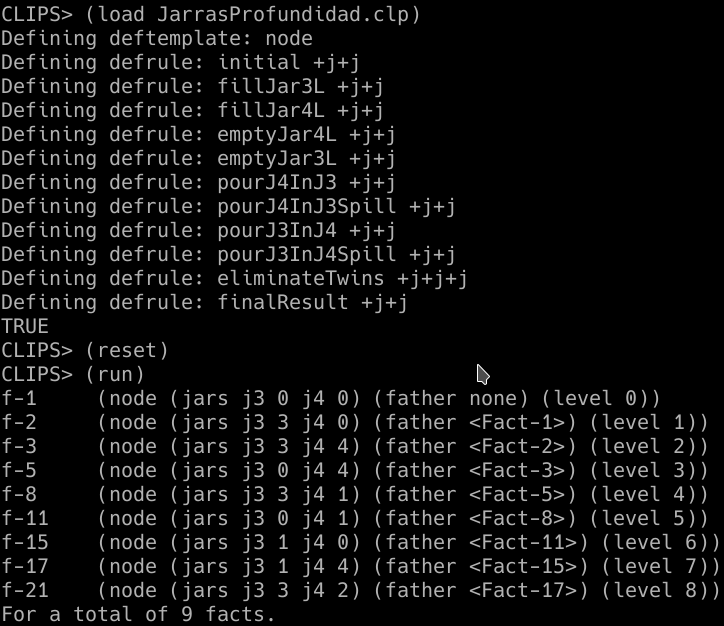 CLIPS> (load JarrasProfundidad.clp)
Defining deftemplate: node
Defining defrule: initial +j+j
Defining defrule: fillJar3L +j+j
Defining defrule: fillJar4L +j+j
Defining defrule: emptyJar4L +j+j
Defining defrule: emptyJar3L +j+j
Defining defrule: pourJ4InJ3 +j+j
Defining defrule: pourJ4InJ3Spill +j+j
Defining defrule: pourJ3InJ4 +j+j
Defining defrule: pourJ3InJ4Spill +j+j
Defining defrule: eliminateTwins +j+j+j
Defining defrule: finalResult +j+j
TRUE
CLIPS> (reset)
CLIPS> (run)
f-1     (node (jars j3 0 j4 0) (father none) (level 0))
f-2     (node (jars j3 3 j4 0) (father <Fact-1>) (level 1))
f-3     (node (jars j3 3 j4 4) (father <Fact-2>) (level 2))
f-5     (node (jars j3 0 j4 4) (father <Fact-3>) (level 3))
f-8     (node (jars j3 3 j4 1) (father <Fact-5>) (level 4))
f-11    (node (jars j3 0 j4 1) (father <Fact-8>) (level 5))
f-15    (node (jars j3 1 j4 0) (father <Fact-11>) (level 6))
f-17    (node (jars j3 1 j4 4) (father <Fact-15>) (level 7))
f-21    (node (jars j3 3 j4 2) (father <Fact-17>) (level 8))
For a total of 9 facts.